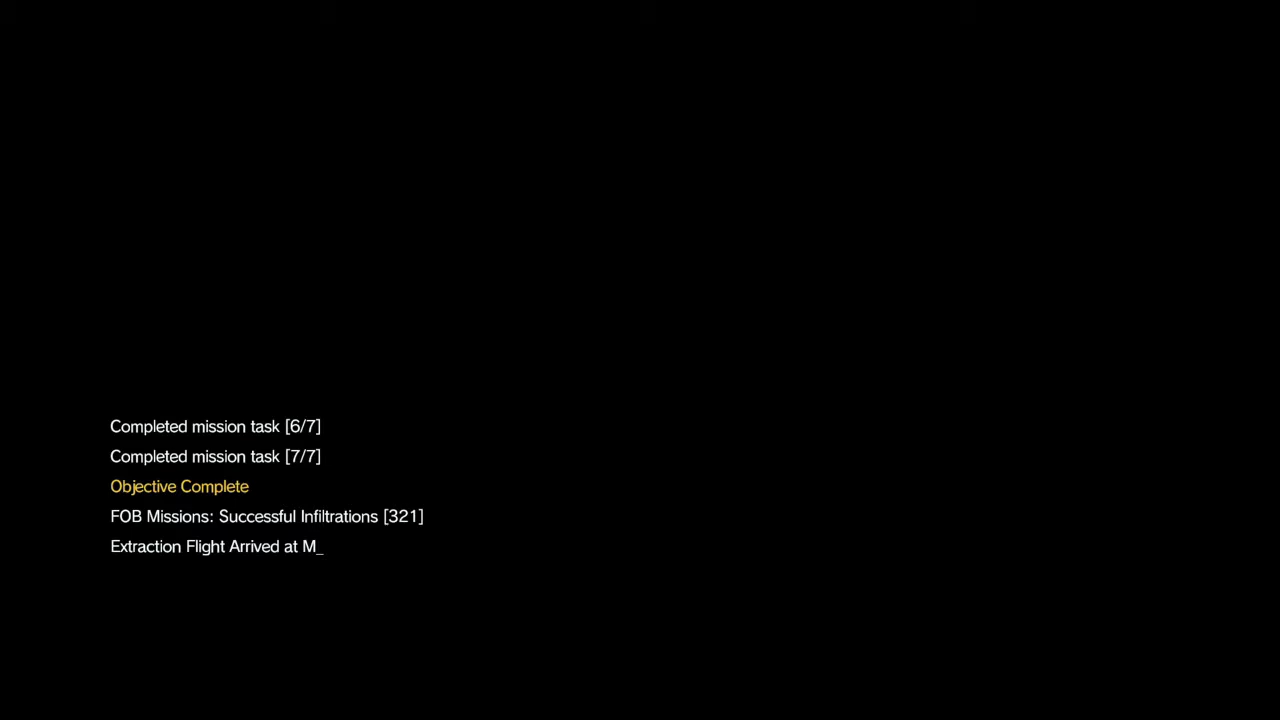 Completed mission task [6/7]
Completed mission task [7/7]
Objective Complete
FOB Missions: Successful Infiltrations [321]
Extraction Flight Arrived at M_